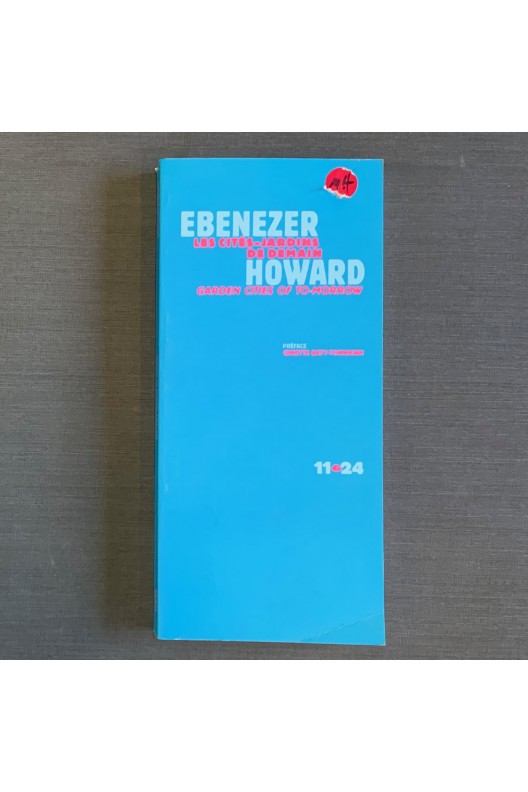 EBENEZER
LES CITÉS-JARDINS
DE DEMAIN
HOWARD
GARDEN CITIES OF TO-MORROW
PRÉFACE
11 24